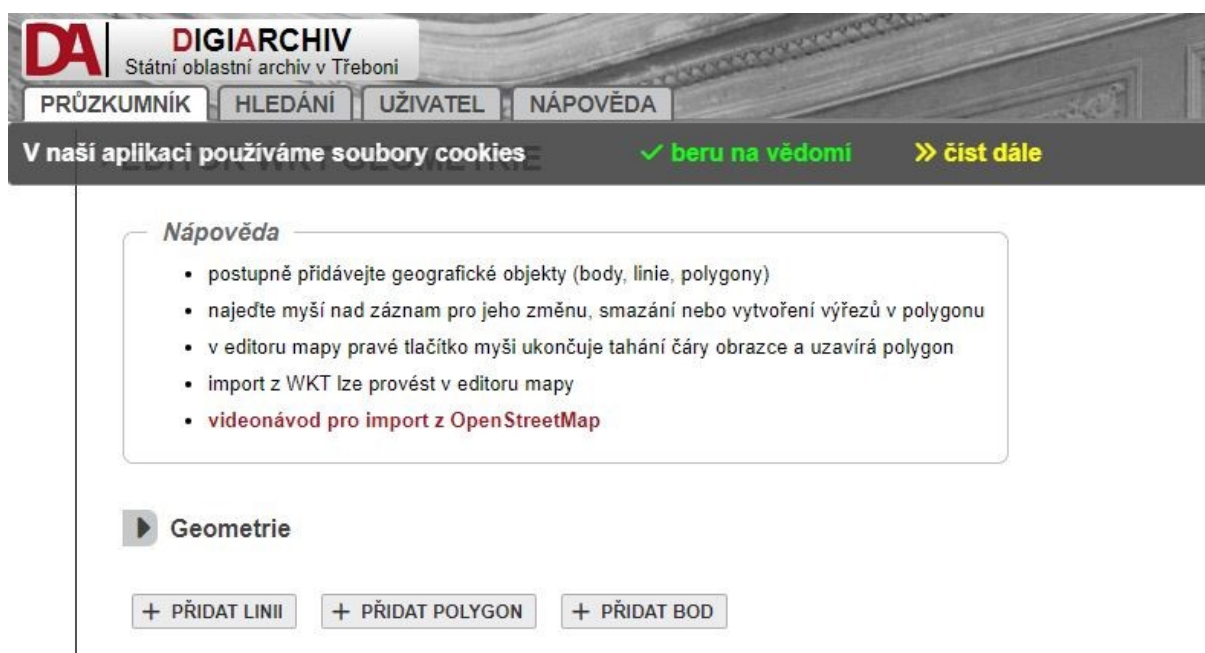 DA DIGIARCHIV
Státní oblastní archiv v Třeboni
PRŮZKUMNÍK HLEDÁNÍ UŽIVATEL NÁPOVĚDA
V naší aplikaci používáme soubory cookies beru na vědomí číst dále
EDITOR WKT GEOMETRIE
Nápověda
• postupně přidávejte geografické objekty (body, linie, polygony)
• najeďte myší nad záznam pro jeho změnu, smazání nebo vytvoření výřezů v polygonu
• v editoru mapy pravé tlačítko myši ukončuje tahání čáry obrazce a uzavírá polygon
• import z WKT lze provést v editoru mapy
• videonávod pro import z OpenStreetMap
Geometrie
+ PŘIDAT LINII + PŘIDAT POLYGON + PŘIDAT BOD